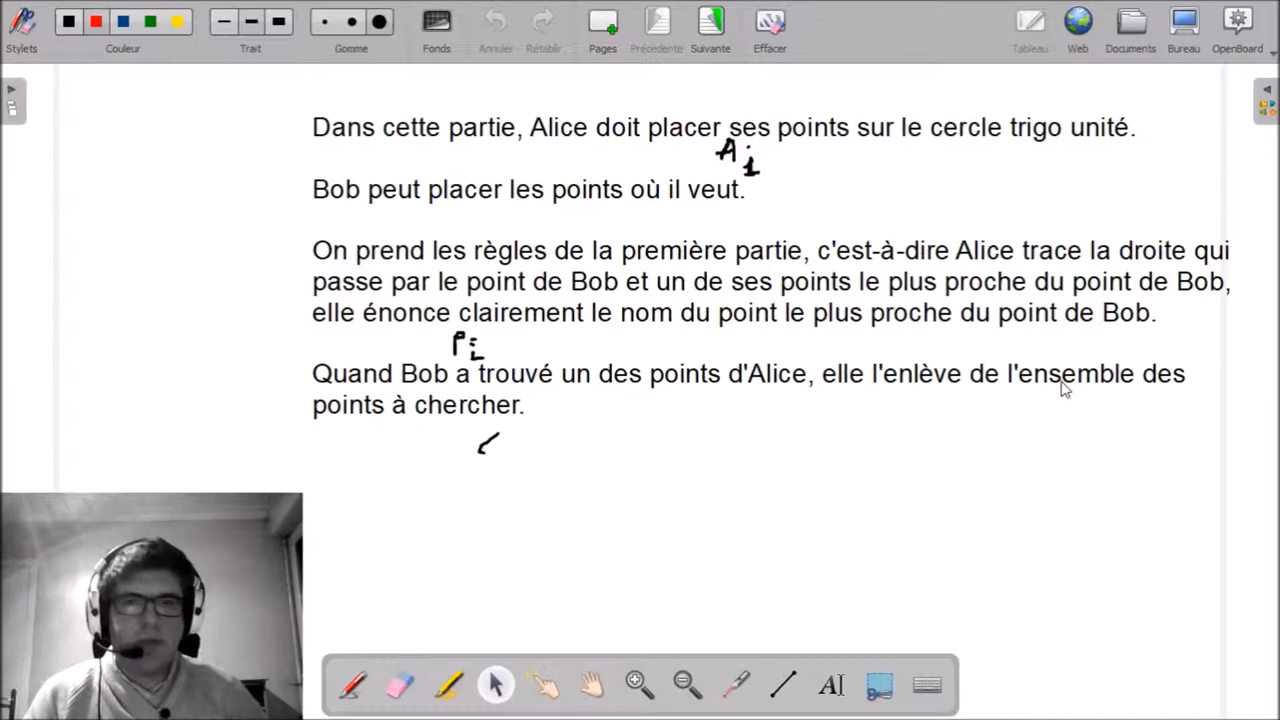 Stylets Couleur Trait Gomme Fonds Annuler Rétablir Pages Précédente Suivante Effacer Tableau Web Documents Bureau OpenBoard
Dans cette partie, Alice doit placer ses points sur le cercle trigo unité.
A i
Bob peut placer les points où il veut.
On prend les règles de la première partie, c'est-à-dire Alice trace la droite qui
passe par le point de Bob et un de ses points le plus proche du point de Bob,
elle énonce clairement le nom du point le plus proche du point de Bob.
P i
Quand Bob a trouvé un des points d'Alice, elle l'enlève de l'ensemble des
points à chercher.
AI